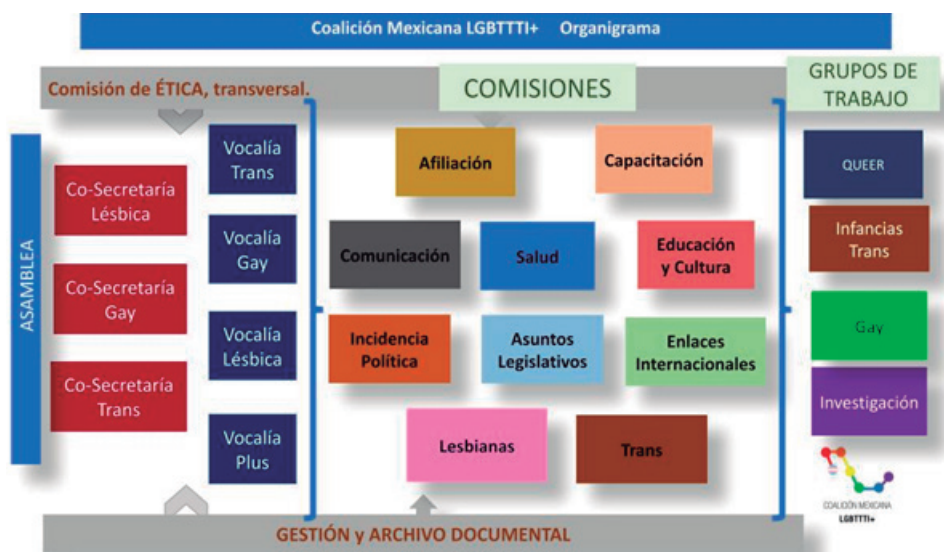 Coalición Mexicana LGBTTTI+ Organigrama
Comisión de ÉTICA, transversal.
COMISIONES
GRUPOS DE
TRABAJO
ASAMBLEA
Co-Secretaría
Lésbica
Co-Secretaría
Gay
Co-Secretaría
Trans
Vocalía
Trans
Vocalía
Gay
Vocalía
Lésbica
Vocalía
Plus
Afiliación
Capacitación
Comunicación
Salud
Educación
y Cultura
Incidencia
Política
Asuntos
Legislativos
Enlaces
Internacionales
Lesbianas
Trans
QUEER
Infancias
Trans
Gay
Investigación
COALICIÓN MEXICANA
LGBTTTI+
GESTIÓN y ARCHIVO DOCUMENTAL